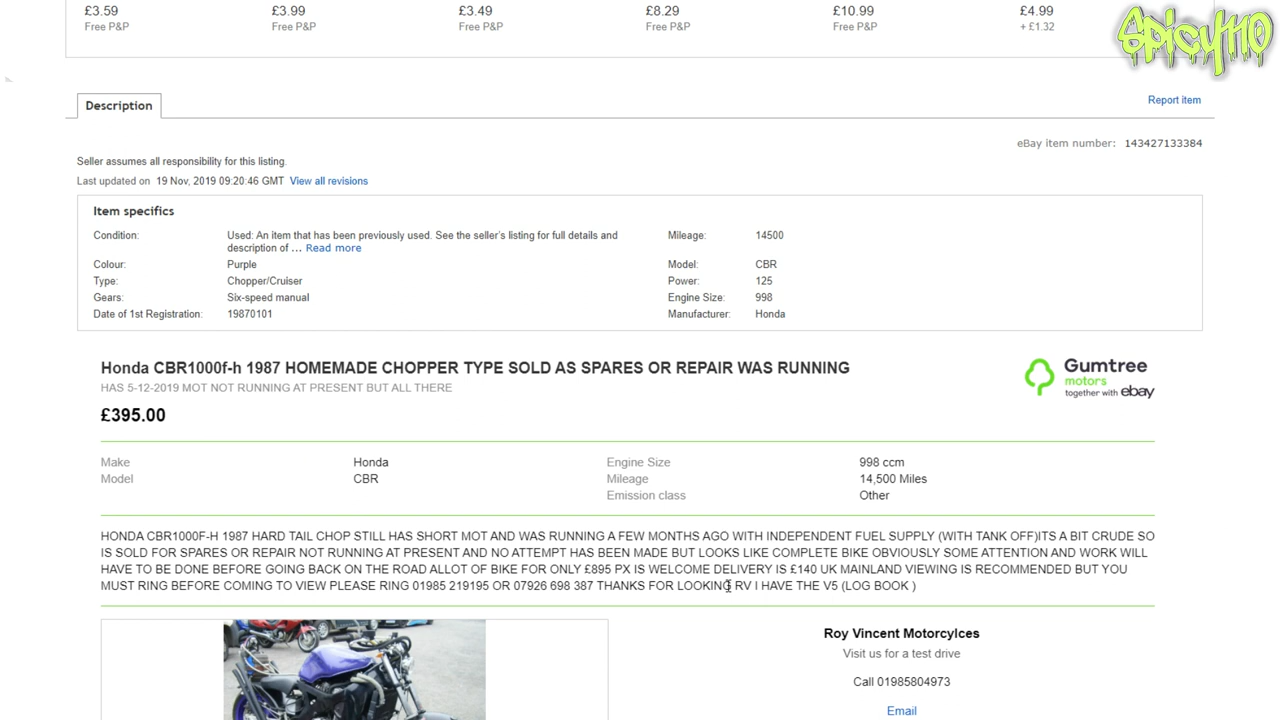 £3.59 £3.99 £3.49 £8.29 £10.99 £4.99
Free P&P Free P&P Free P&P Free P&P Free P&P + £1.32
SPICY110
Description
Report item
eBay item number: 143427133384
Seller assumes all responsibility for this listing.
Last updated on 19 Nov, 2019 09:20:46 GMT View all revisions
Item specifics
Condition: Used: An item that has been previously used. See the seller's listing for full details and
description of ... Read more
Mileage: 14500
Colour: Purple Model: CBR
Type: Chopper/Cruiser Power: 125
Gears: Six-speed manual Engine Size: 998
Date of 1st Registration: 19870101 Manufacturer: Honda
Honda CBR1000f-h 1987 HOMEMADE CHOPPER TYPE SOLD AS SPARES OR REPAIR WAS RUNNING
HAS 5-12-2019 MOT NOT RUNNING AT PRESENT BUT ALL THERE
£395.00
Gumtree
motors
together with ebay
Make Honda Engine Size 998 ccm
Model CBR Mileage 14,500 Miles
Emission class Other
HONDA CBR1000F-H 1987 HARD TAIL CHOP STILL HAS SHORT MOT AND WAS RUNNING A FEW MONTHS AGO WITH INDEPENDENT FUEL SUPPLY (WITH TANK OFF)ITS A BIT CRUDE SO
IS SOLD FOR SPARES OR REPAIR NOT RUNNING AT PRESENT AND NO ATTEMPT HAS BEEN MADE BUT LOOKS LIKE COMPLETE BIKE OBVIOUSLY SOME ATTENTION AND WORK WILL
HAVE TO BE DONE BEFORE GOING BACK ON THE ROAD ALLOT OF BIKE FOR ONLY £895 PX IS WELCOME DELIVERY IS £140 UK MAINLAND VIEWING IS RECOMMENDED BUT YOU
MUST RING BEFORE COMING TO VIEW PLEASE RING 01985 219195 OR 07926 698 387 THANKS FOR LOOKING RV I HAVE THE V5 (LOG BOOK )
Roy Vincent Motorcylces
Visit us for a test drive
Call 01985804973
Email